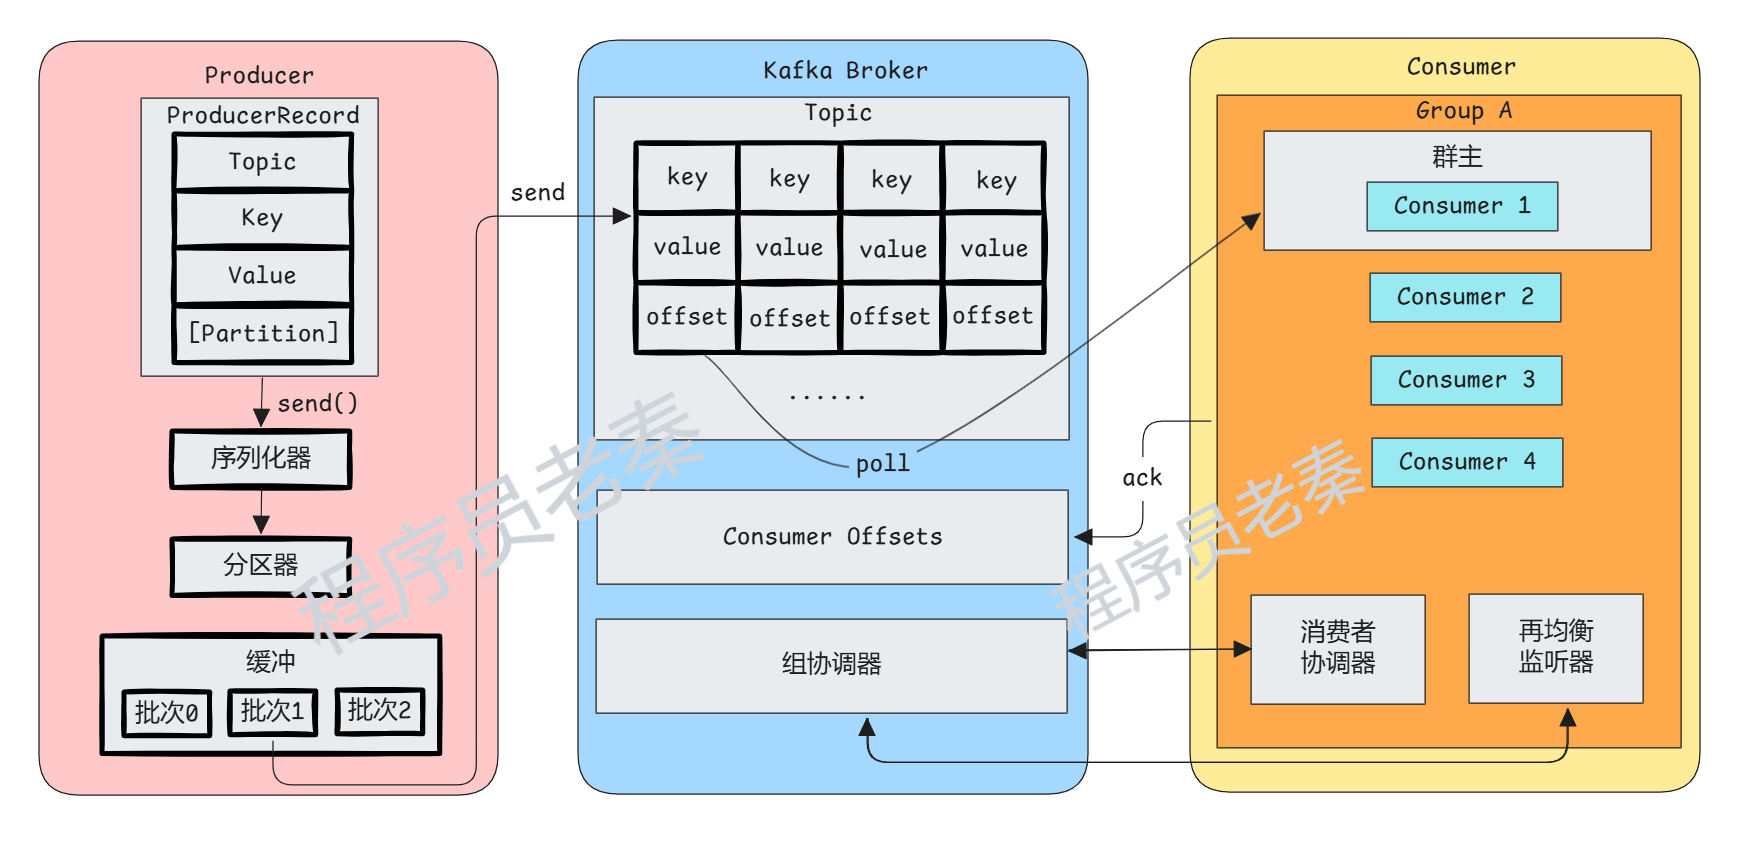 Producer
ProducerRecord
Topic
Key
Value
[Partition]
send()
序列化器
分区器
缓冲
批次0
批次1
批次2
send
Kafka Broker
Topic
key
key
key
key
value
value
value
value
offset
offset
offset
offset
......
poll
Consumer Offsets
组协调器
ack
Consumer
Group A
群主
Consumer 1
Consumer 2
Consumer 3
Consumer 4
消费者
协调器
再均衡
监听器
程序员老秦
程序员老秦